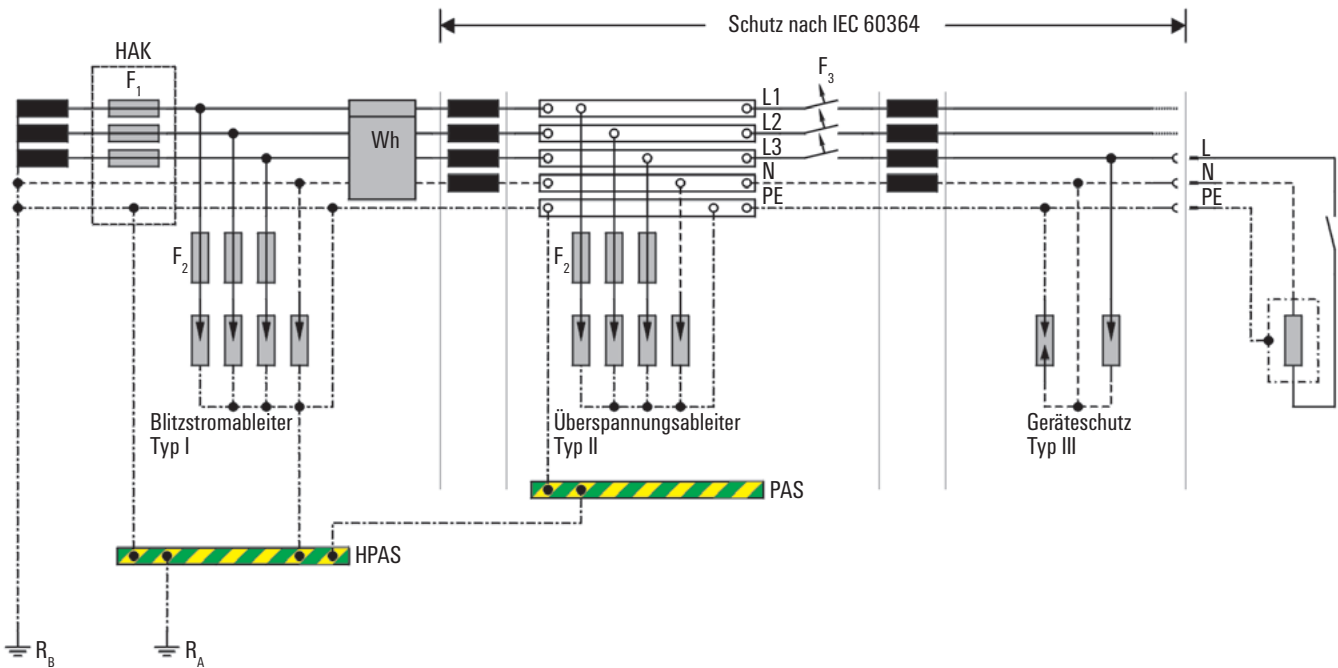 Schutz nach IEC 60364
HAK
F1
F3
L1
L2
L3
N
PE
Wh
L
N
PE
F2
F2
Blitzstromableiter
Typ I
Überspannungsableiter
Typ II
Geräteschutz
Typ III
PAS
HPAS
RB
RA